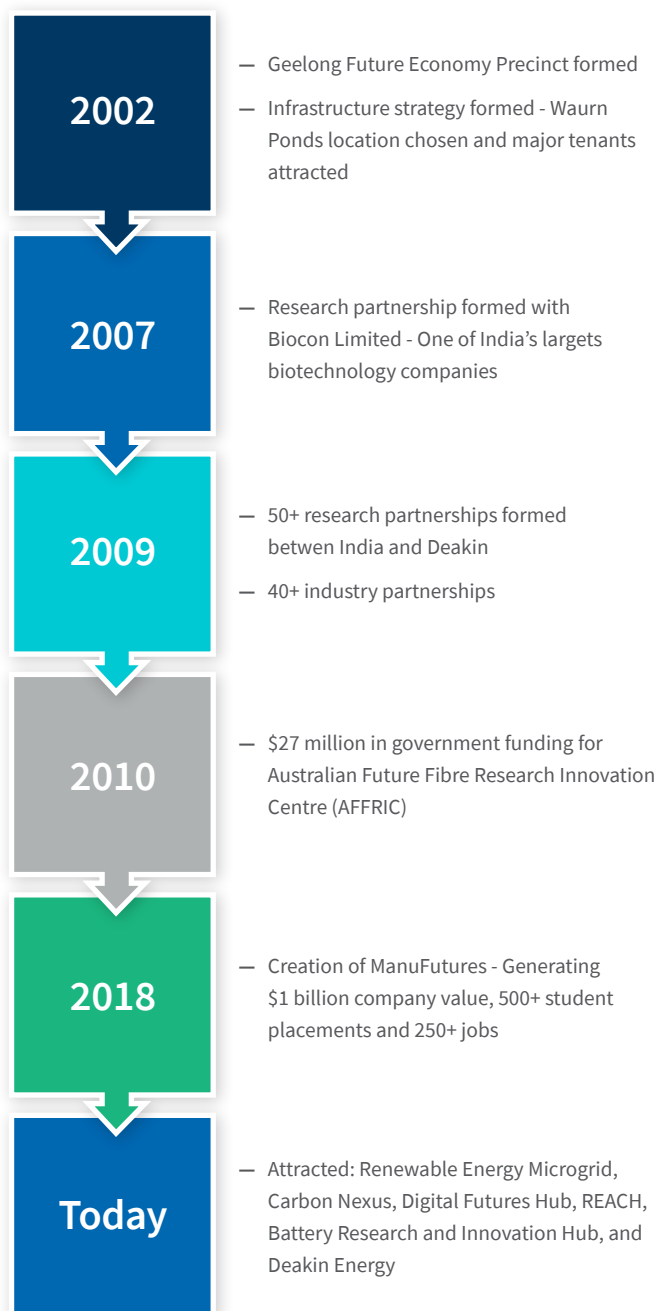 2002
— Geelong Future Economy Precinct formed
— Infrastructure strategy formed - Waurn
Ponds location chosen and major tenants
attracted
2007
— Research partnership formed with
Biocon Limited - One of India’s largets
biotechnology companies
2009
— 50+ research partnerships formed
betwen India and Deakin
— 40+ industry partnerships
2010
— $27 million in government funding for
Australian Future Fibre Research Innovation
Centre (AFFRIC)
2018
— Creation of ManuFutures - Generating
$1 billion company value, 500+ student
placements and 250+ jobs
Today
— Attracted: Renewable Energy Microgrid,
Carbon Nexus, Digital Futures Hub, REACH,
Battery Research and Innovation Hub, and
Deakin Energy